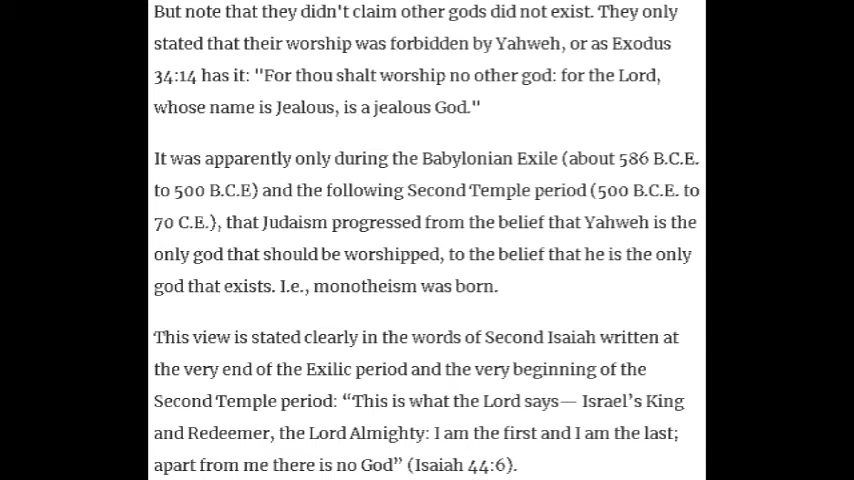 But note that they didn't claim other gods did not exist. They only
stated that their worship was forbidden by Yahweh, or as Exodus
34:14 has it: "For thou shalt worship no other god: for the Lord,
whose name is Jealous, is a jealous God."
It was apparently only during the Babylonian Exile (about 586 B.C.E.
to 500 B.C.E) and the following Second Temple period (500 B.C.E. to
70 C.E.), that Judaism progressed from the belief that Yahweh is the
only god that should be worshipped, to the belief that he is the only
god that exists. I.e., monotheism was born.
This view is stated clearly in the words of Second Isaiah written at
the very end of the Exilic period and the very beginning of the
Second Temple period: “This is what the Lord says— Israel’s King
and Redeemer, the Lord Almighty: I am the first and I am the last;
apart from me there is no God” (Isaiah 44:6).